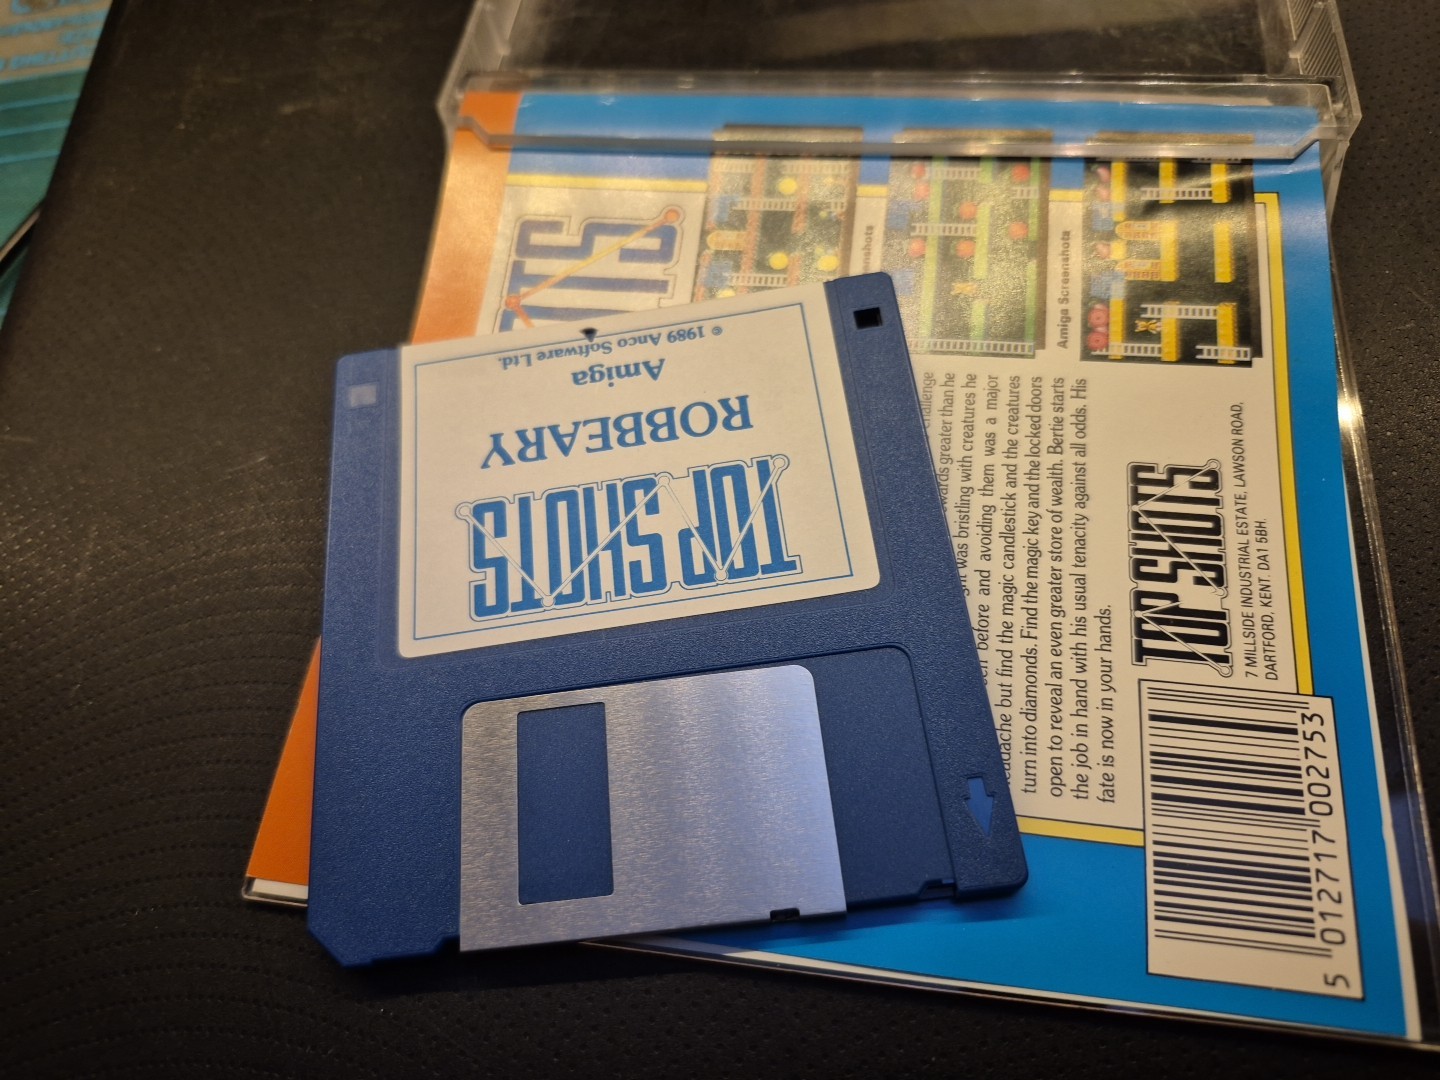 TOP SHOTS
ROBBEARY
Amiga
© 1989 Anco Software Ltd.
Amiga Screenshots
challenge
greater than he
was bristling with creatures he
before and avoiding them was a major
but find the magic candlestick and the creatures
turn into diamonds. Find the magic key and the locked doors
open to reveal an even greater store of wealth. Bertie starts
the job in hand with his usual tenacity against all odds. His
fate is now in your hands.
TOP SHOTS
7 MILLSIDE INDUSTRIAL ESTATE, LAWSON ROAD,
DARTFORD, KENT. DA1 5BH.
5 012717 002753